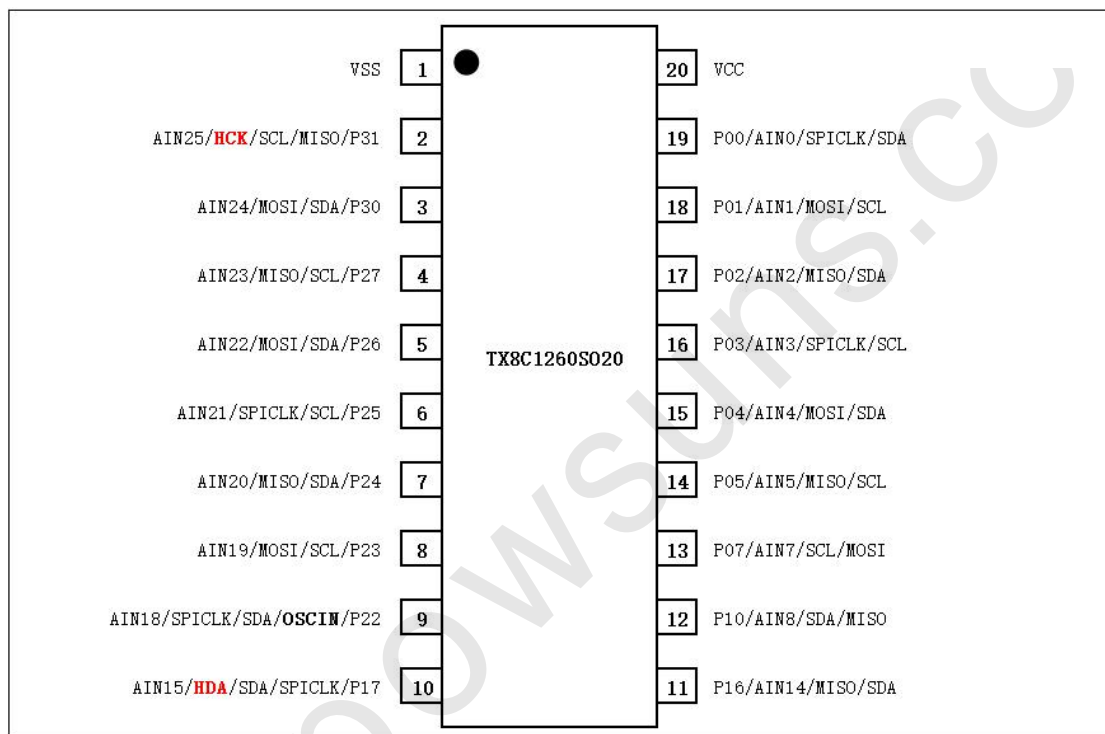 VSS 1 20 VCC
AIN25/HCK/SCL/MISO/P31 2 19 P00/AIN0/SPICLK/SDA
AIN24/MOSI/SDA/P30 3 18 P01/AIN1/MOSI/SCL
AIN23/MISO/SCL/P27 4 17 P02/AIN2/MISO/SDA
AIN22/MOSI/SDA/P26 5 16 P03/AIN3/SPICLK/SCL
TX8C1260SO20
AIN21/SPICLK/SCL/P25 6 15 P04/AIN4/MOSI/SDA
AIN20/MISO/SDA/P24 7 14 P05/AIN5/MISO/SCL
AIN19/MOSI/SCL/P23 8 13 P07/AIN7/SCL/MOSI
AIN18/SPICLK/SDA/OSCIN/P22 9 12 P10/AIN8/SDA/MISO
AIN15/HDA/SDA/SPICLK/P17 10 11 P16/AIN14/MISO/SDA